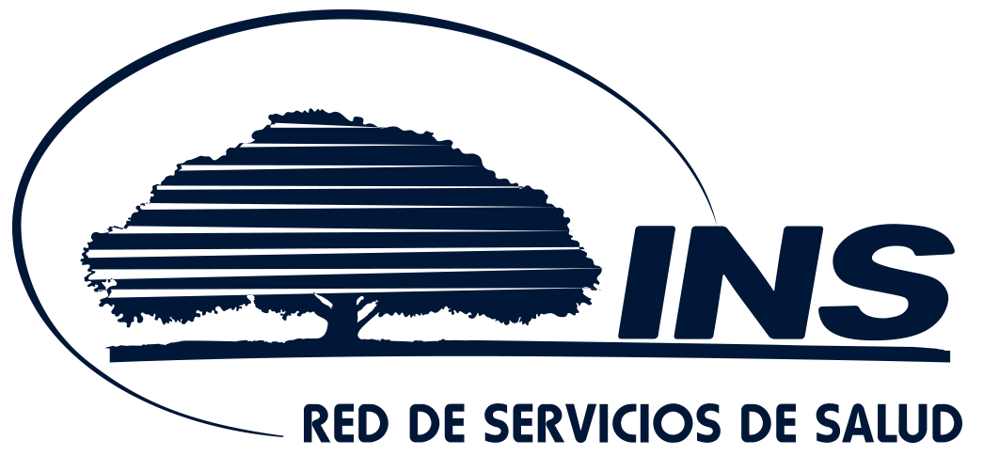 INS
RED DE SERVICIOS DE SALUD